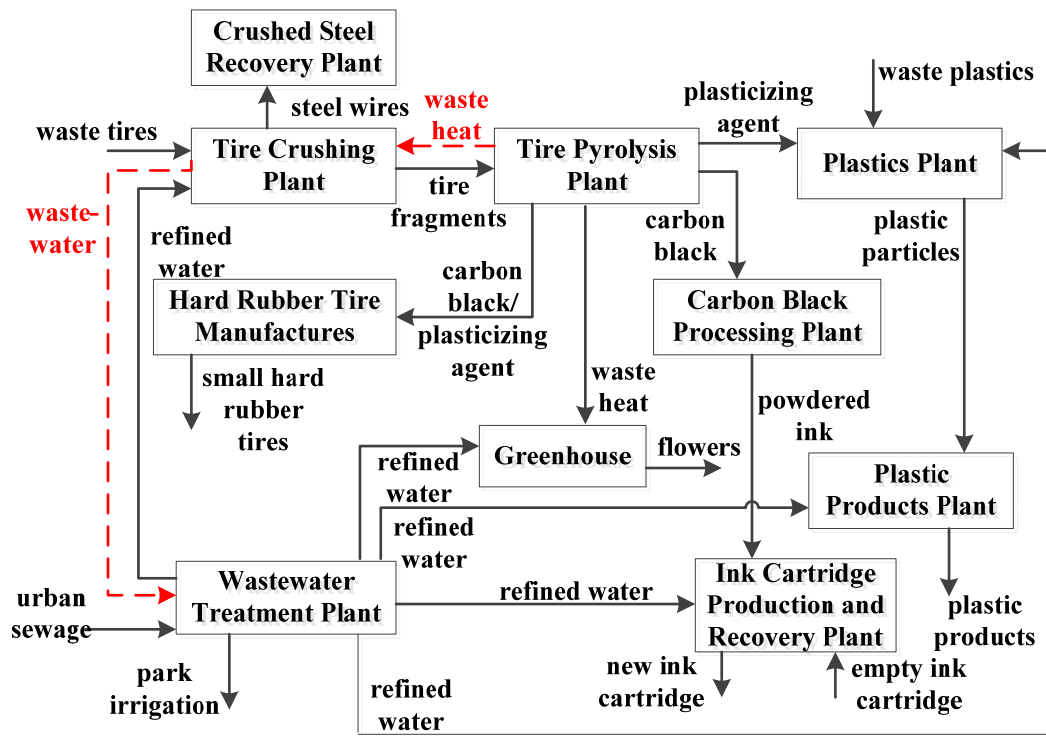 Crushed Steel
Recovery Plant
waste plastics
steel wires
waste
heat
plasticizing
agent
waste tires
Tire Crushing
Plant
Tire Pyrolysis
Plant
Plastics Plant
tire
fragments
waste-
water
refined
water
carbon
black
plastic
particles
carbon
black/
plasticizing
agent
Hard Rubber Tire
Manufactures
Carbon Black
Processing Plant
small hard
rubber
tires
waste
heat
powdered
ink
Greenhouse
flowers
refined
water
Plastic
Products Plant
refined
water
Wastewater
Treatment Plant
refined water
Ink Cartridge
Production and
Recovery Plant
urban
sewage
plastic
products
park
irrigation
refined
water
new ink
cartridge
empty ink
cartridge